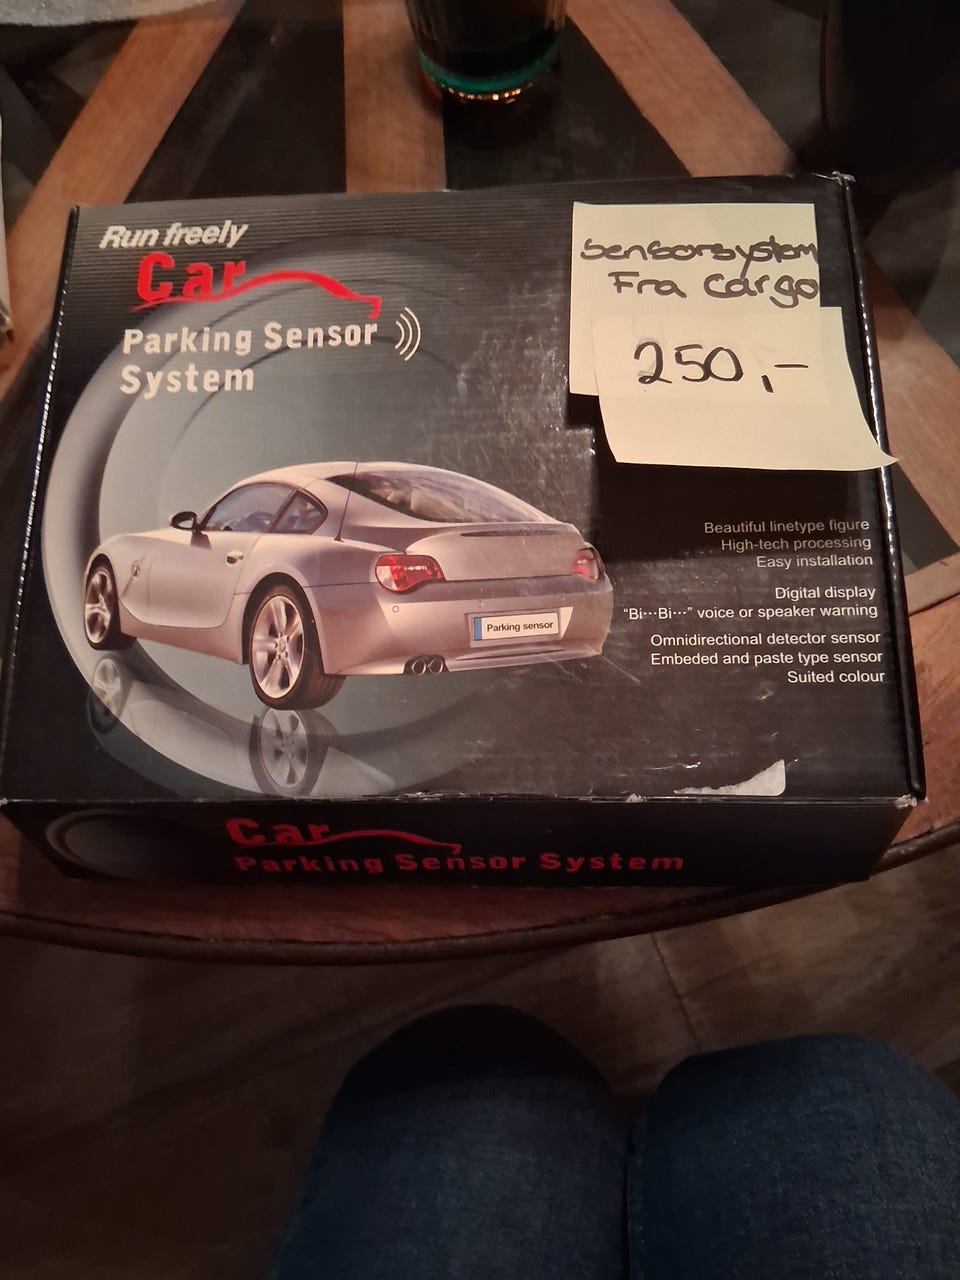 Run freely
Car
Parking Sensor
System
Sensorsystem
Fra Cargo
250,-
Beautiful linetype figure
High-tech processing
Easy installation
Digital display
“Bi···Bi···” voice or speaker warning
Omnidirectional detector sensor
Embeded and paste type sensor
Suited colour
Parking sensor
Car
Parking Sensor System